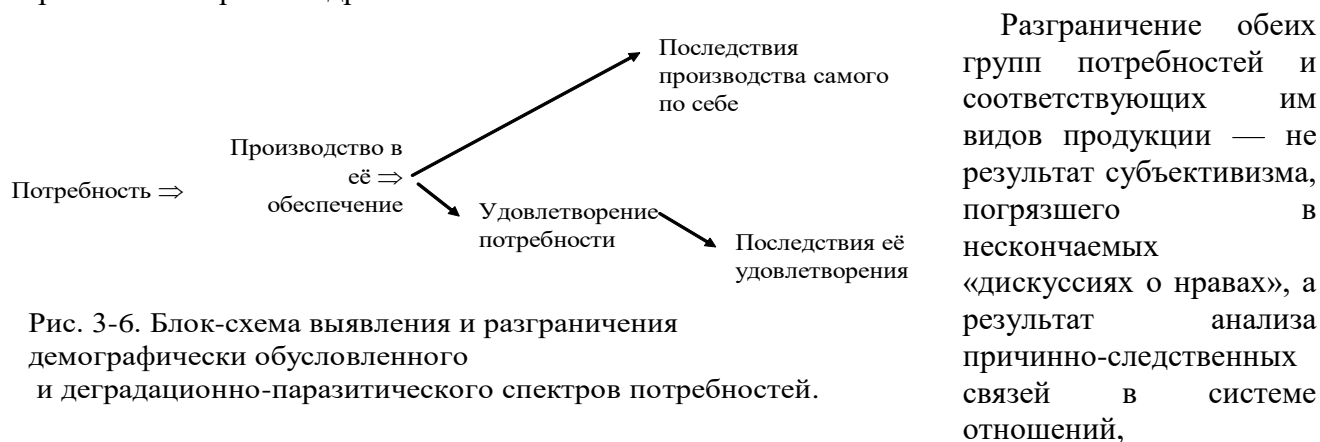 Последствия
производства самого
по себе
Производство в
её ⇒
обеспечение
Потребность ⇒
Удовлетворение
потребности
Последствия её
удовлетворения
Рис. 3-6. Блок-схема выявления и разграничения
демографически обусловленного
и деградационно-паразитического спектров потребностей.
Разграничение обеих
групп потребностей и
соответствующих им
видов продукции — не
результат субъективизма,
погрязшего в
нескончаемых
«дискуссиях о нравах», а
результат анализа
причинно-следственных
связей в системе
отношений,